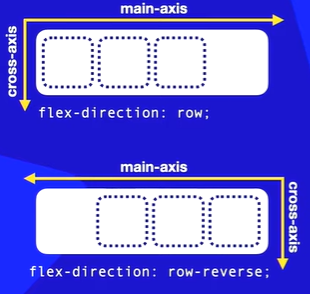 main-axis
cross-axis
flex-direction: row;
main-axis
cross-axis
flex-direction: row-reverse;